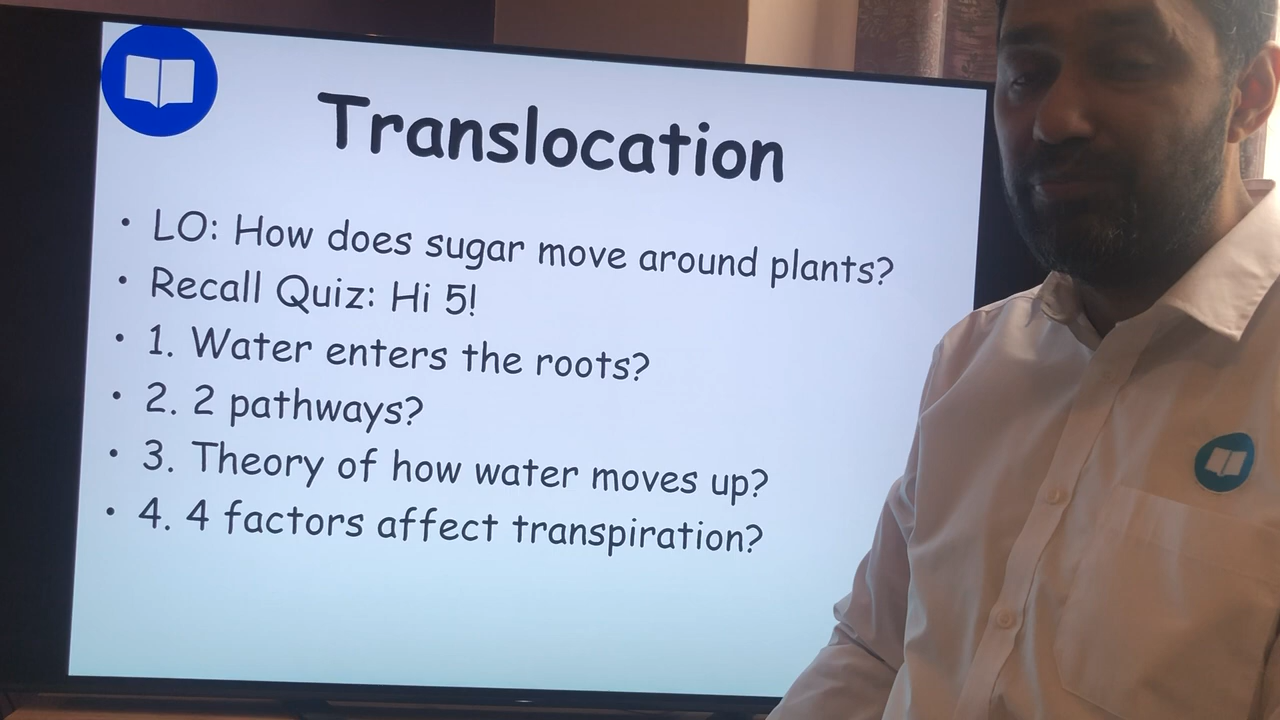 Translocation
• LO: How does sugar move around plants?
• Recall Quiz: Hi 5!
• 1. Water enters the roots?
• 2. 2 pathways?
• 3. Theory of how water moves up?
• 4. 4 factors affect transpiration?